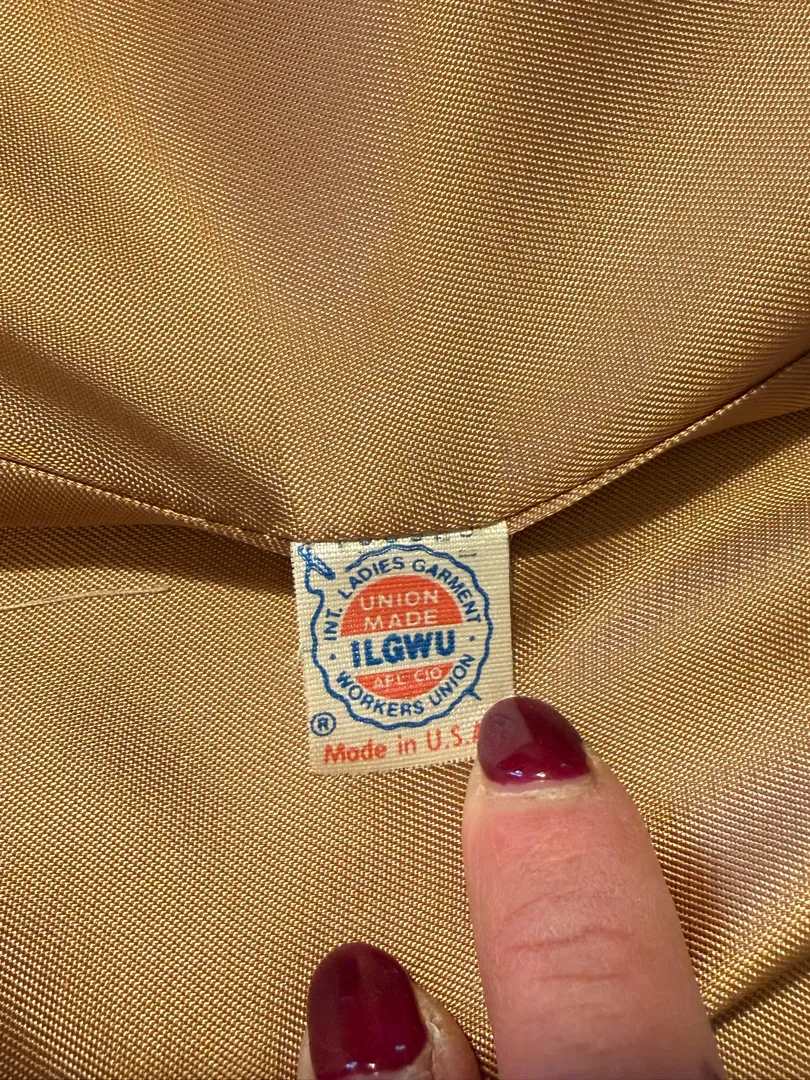 INT. LADIES GARMENT
UNION
MADE
ILGWU
AFL CIO
WORKERS UNION
®
Made in U.S.